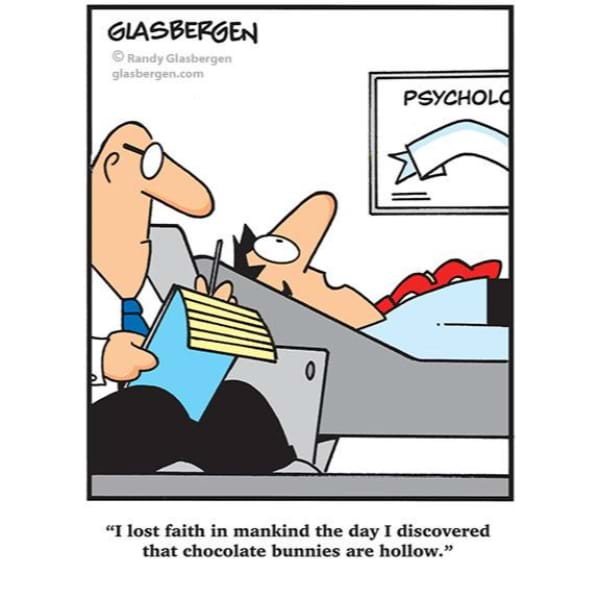 GLASBERGEN
© Randy Glasbergen
glasbergen.com
PSYCHOLO
“I lost faith in mankind the day I discovered
that chocolate bunnies are hollow.”